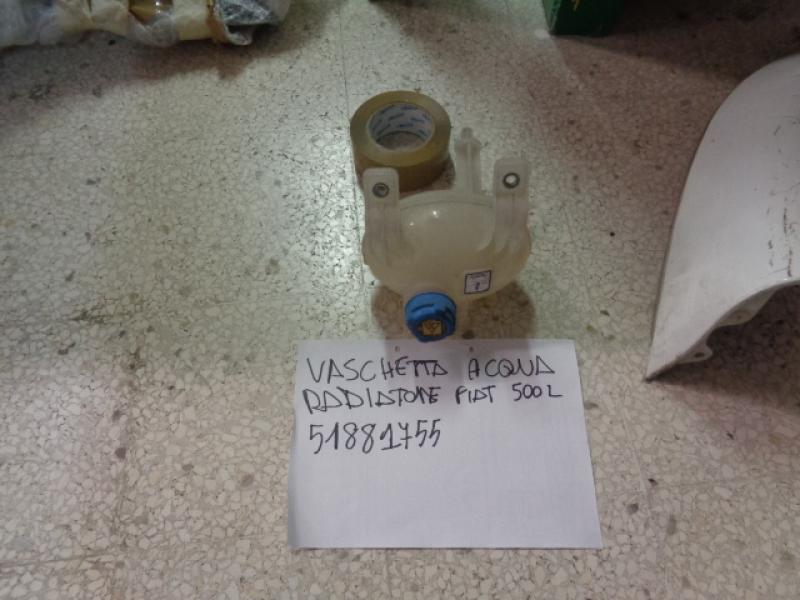 VASCHETTA ACQUA
RADIATORE FIAT 500L
51881755